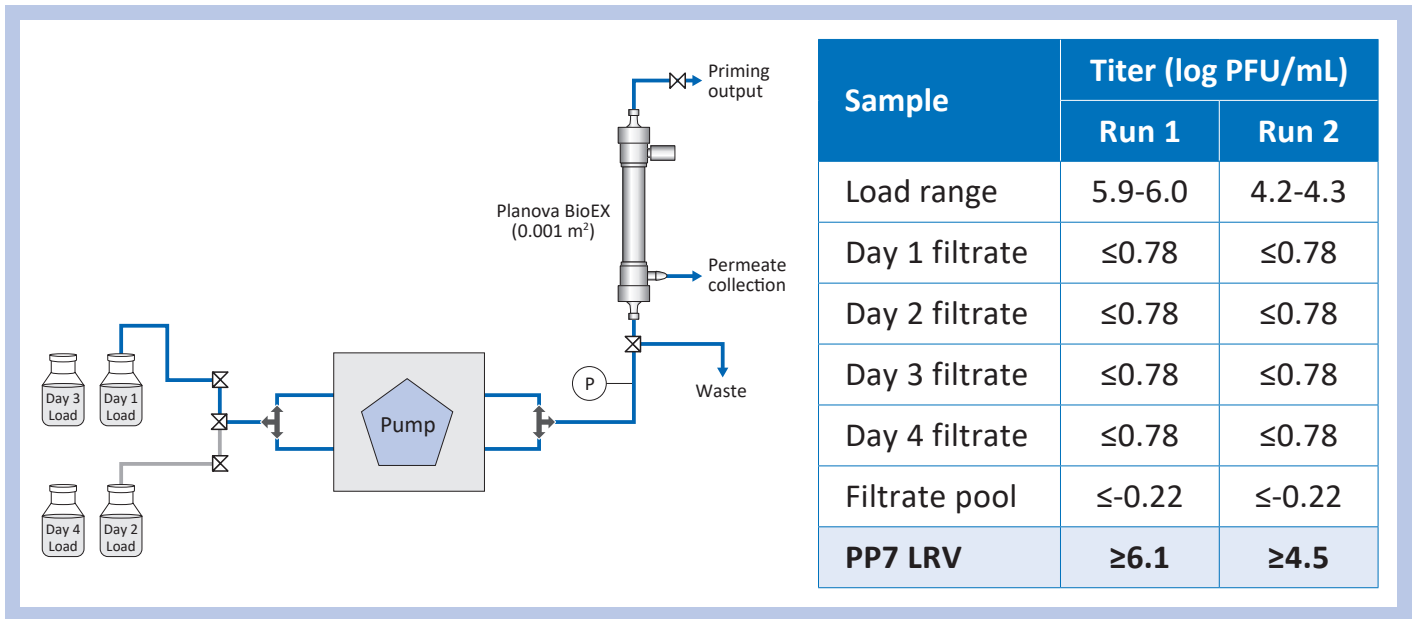 Priming
output
Planova BioEX
(0.001 m²)
Permeate
collection
Day 3
Load
Day 1
Load
P
Waste
Pump
Day 4
Load
Day 2
Load
Sample Titer (log PFU/mL)
Run 1 Run 2
Load range 5.9-6.0 4.2-4.3
Day 1 filtrate ≤0.78 ≤0.78
Day 2 filtrate ≤0.78 ≤0.78
Day 3 filtrate ≤0.78 ≤0.78
Day 4 filtrate ≤0.78 ≤0.78
Filtrate pool ≤-0.22 ≤-0.22
PP7 LRV ≥6.1 ≥4.5